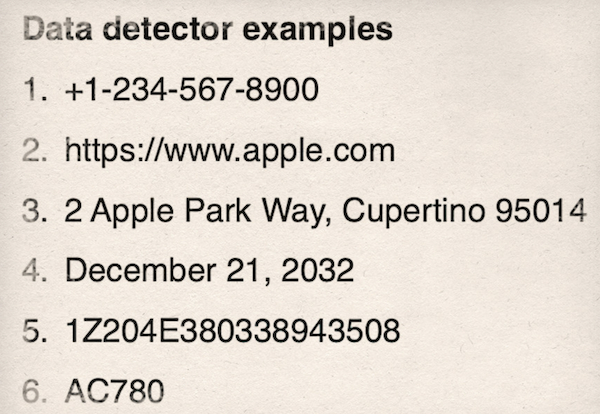 Data detector examples
1. +1-234-567-8900
2. https://www.apple.com
3. 2 Apple Park Way, Cupertino 95014
4. December 21, 2032
5. 1Z204E380338943508
6. AC780